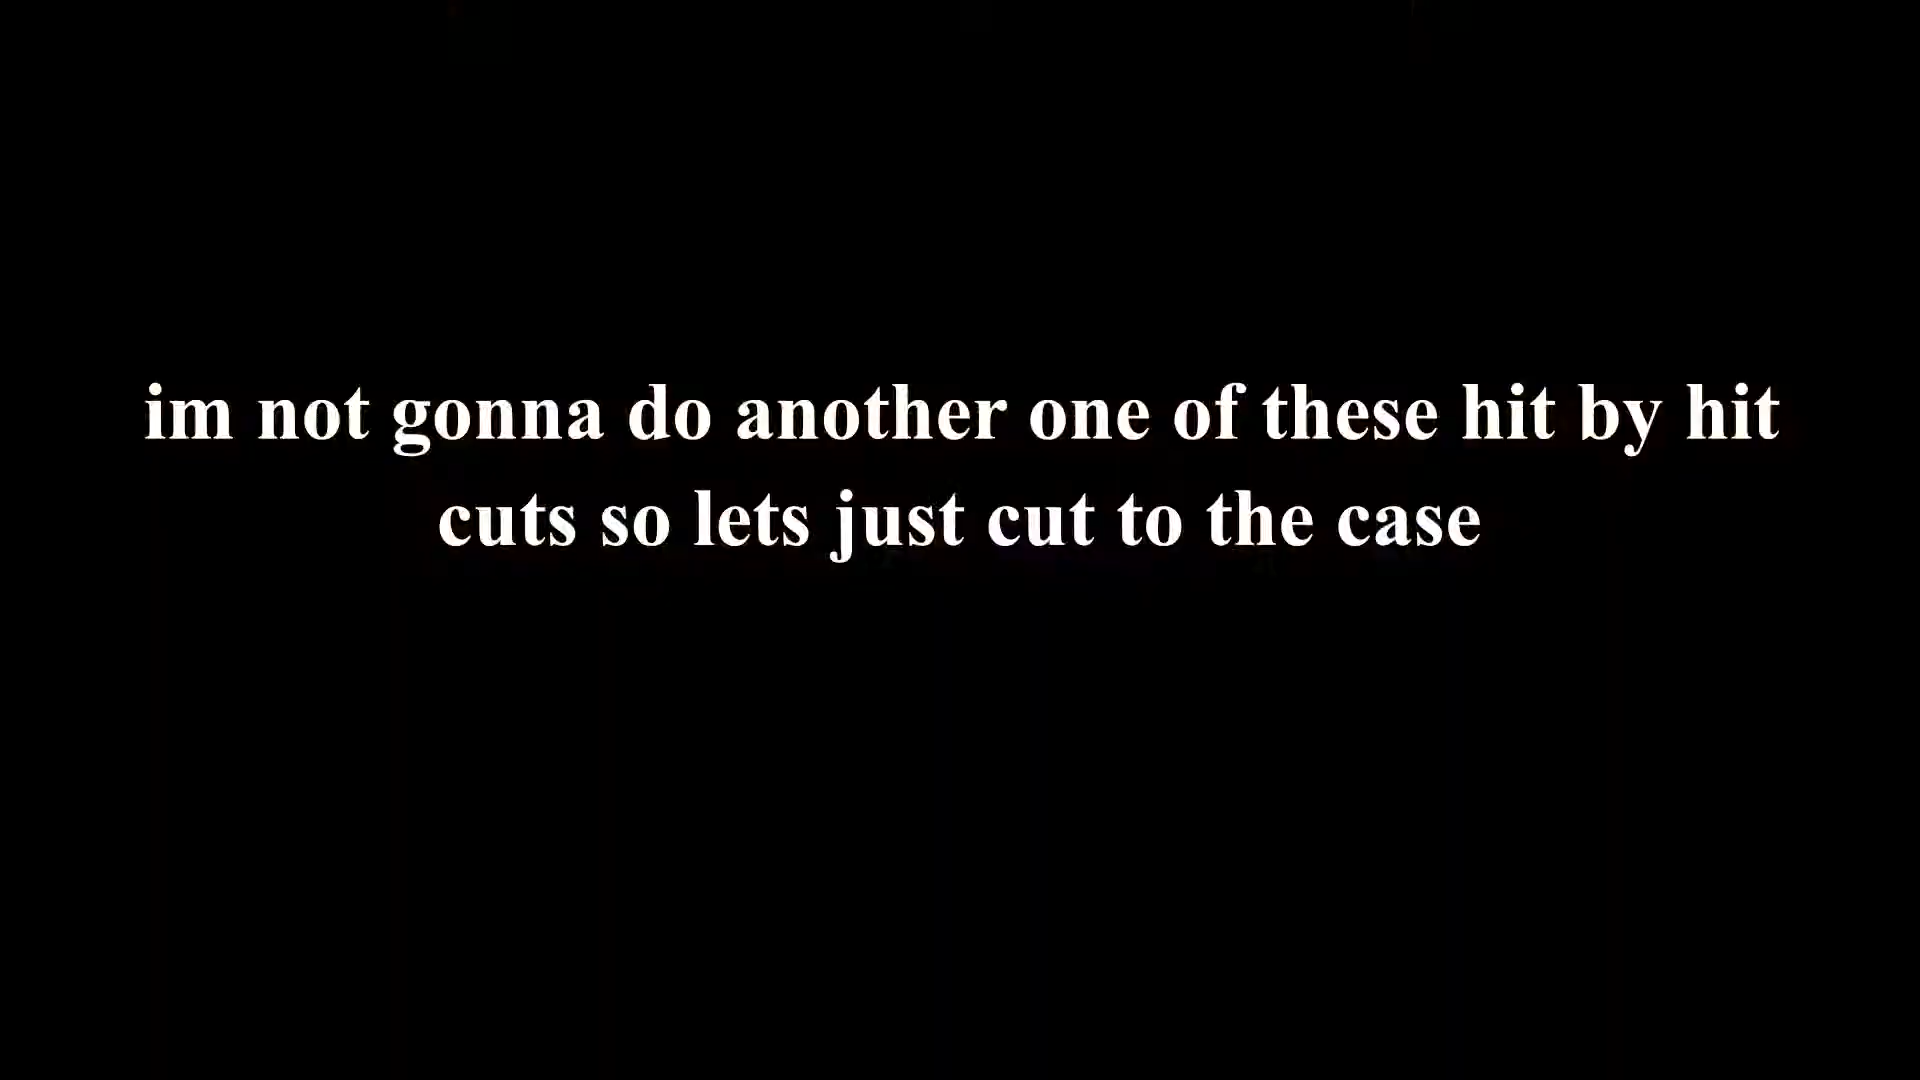 im not gonna do another one of these hit by hit
cuts so lets just cut to the case